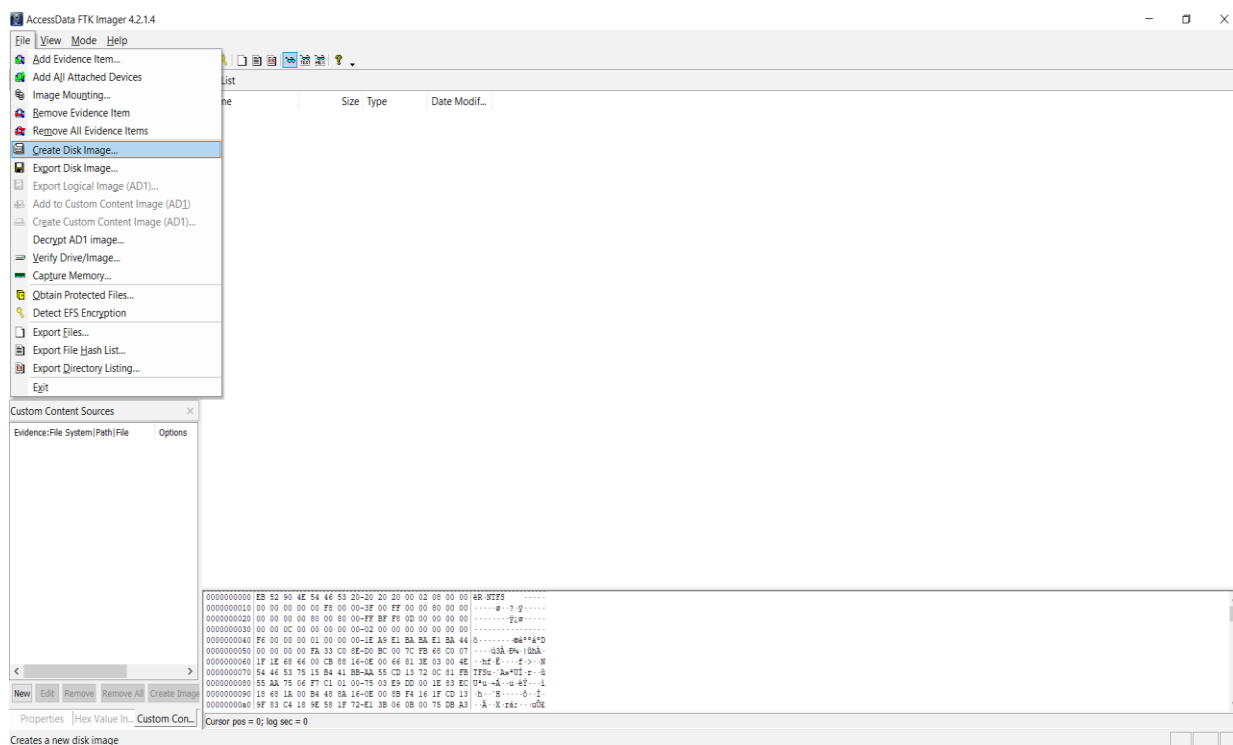 AccessData FTK Imager 4.2.1.4
File View Mode Help
Add Evidence Item...
Add All Attached Devices
Image Mounting...
Remove Evidence Item
Remove All Evidence Items
Create Disk Image...
Export Disk Image...
Export Logical Image (AD1)...
Add to Custom Content Image (AD1)
Create Custom Content Image (AD1)...
Decrypt AD1 image...
Verify Drive/Image...
Capture Memory...
Obtain Protected Files...
Detect EFS Encryption
Export Files...
Export File Hash List...
Export Directory Listing...
Exit
List
me Size Type Date Modif...
Custom Content Sources
Evidence:File System|Path|File Options
New Edit Remove Remove All Create Image
Properties Hex Value In... Custom Con...
0000000000 EB 52 90 4E 54 46 53 20-20 20 20 00 02 08 00 00 ëR·NTFS ·····
0000000010 00 00 00 00 00 F8 00 00-3F 00 FF 00 00 80 00 00 ·····ø··?·ÿ·····
0000000020 00 00 00 00 80 00 80 00-FF BF F8 0D 00 00 00 00 ········ÿ¿ø·····
0000000030 00 00 0C 00 00 00 00 00-02 00 00 00 00 00 00 00 ················
0000000040 F6 00 00 00 01 00 00 00-1E A9 E1 BA BA E1 BA 44 ö········©áººáºD
0000000050 00 00 00 00 FA 33 C0 8E-D0 BC 00 7C FB 68 C0 07 ····ú3À·Ð¼·|ûhÀ·
0000000060 1F 1E 68 66 00 CB 88 16-0E 00 66 81 3E 03 00 4E ··hf·Ë····f·>··N
0000000070 54 46 53 75 15 B4 41 BB-AA 55 CD 13 72 0C 81 FB TFSu·´A»ªUÍ·r··û
0000000080 55 AA 75 06 F7 C1 01 00-75 03 E9 DD 00 1E 83 EC Uªu·÷Á··u·éÝ···ì
0000000090 18 68 1A 00 B4 48 8A 16-0E 00 8B F4 16 1F CD 13 ·h··´H·····ô··Í·
00000000a0 9F 83 C4 18 9E 58 1F 72-E1 3B 06 0B 00 75 DB A3 ··Ä··X·rá;···uÛ£
Cursor pos = 0; log sec = 0
Creates a new disk image